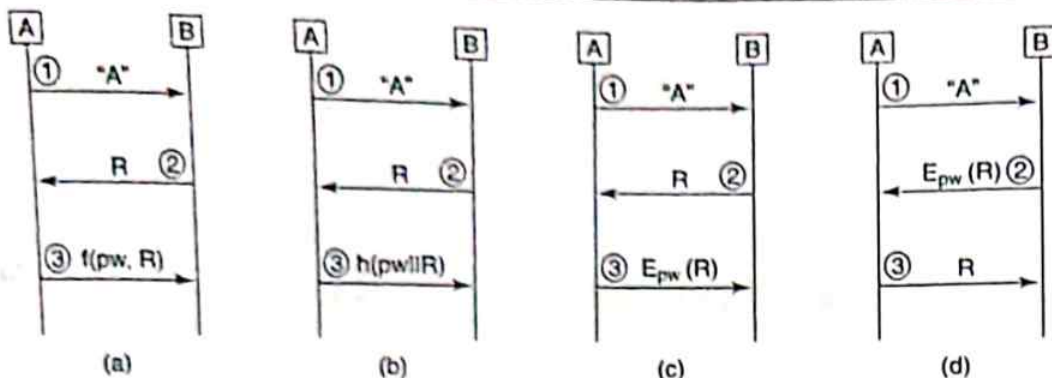 A B A B A B A B
① "A" ① "A" ① "A" ① "A"
R ② R ② R ② E_pw (R) ②
③ f(pw, R) ③ h(pw||R) ③ E_pw (R) ③ R
(a) (b) (c) (d)